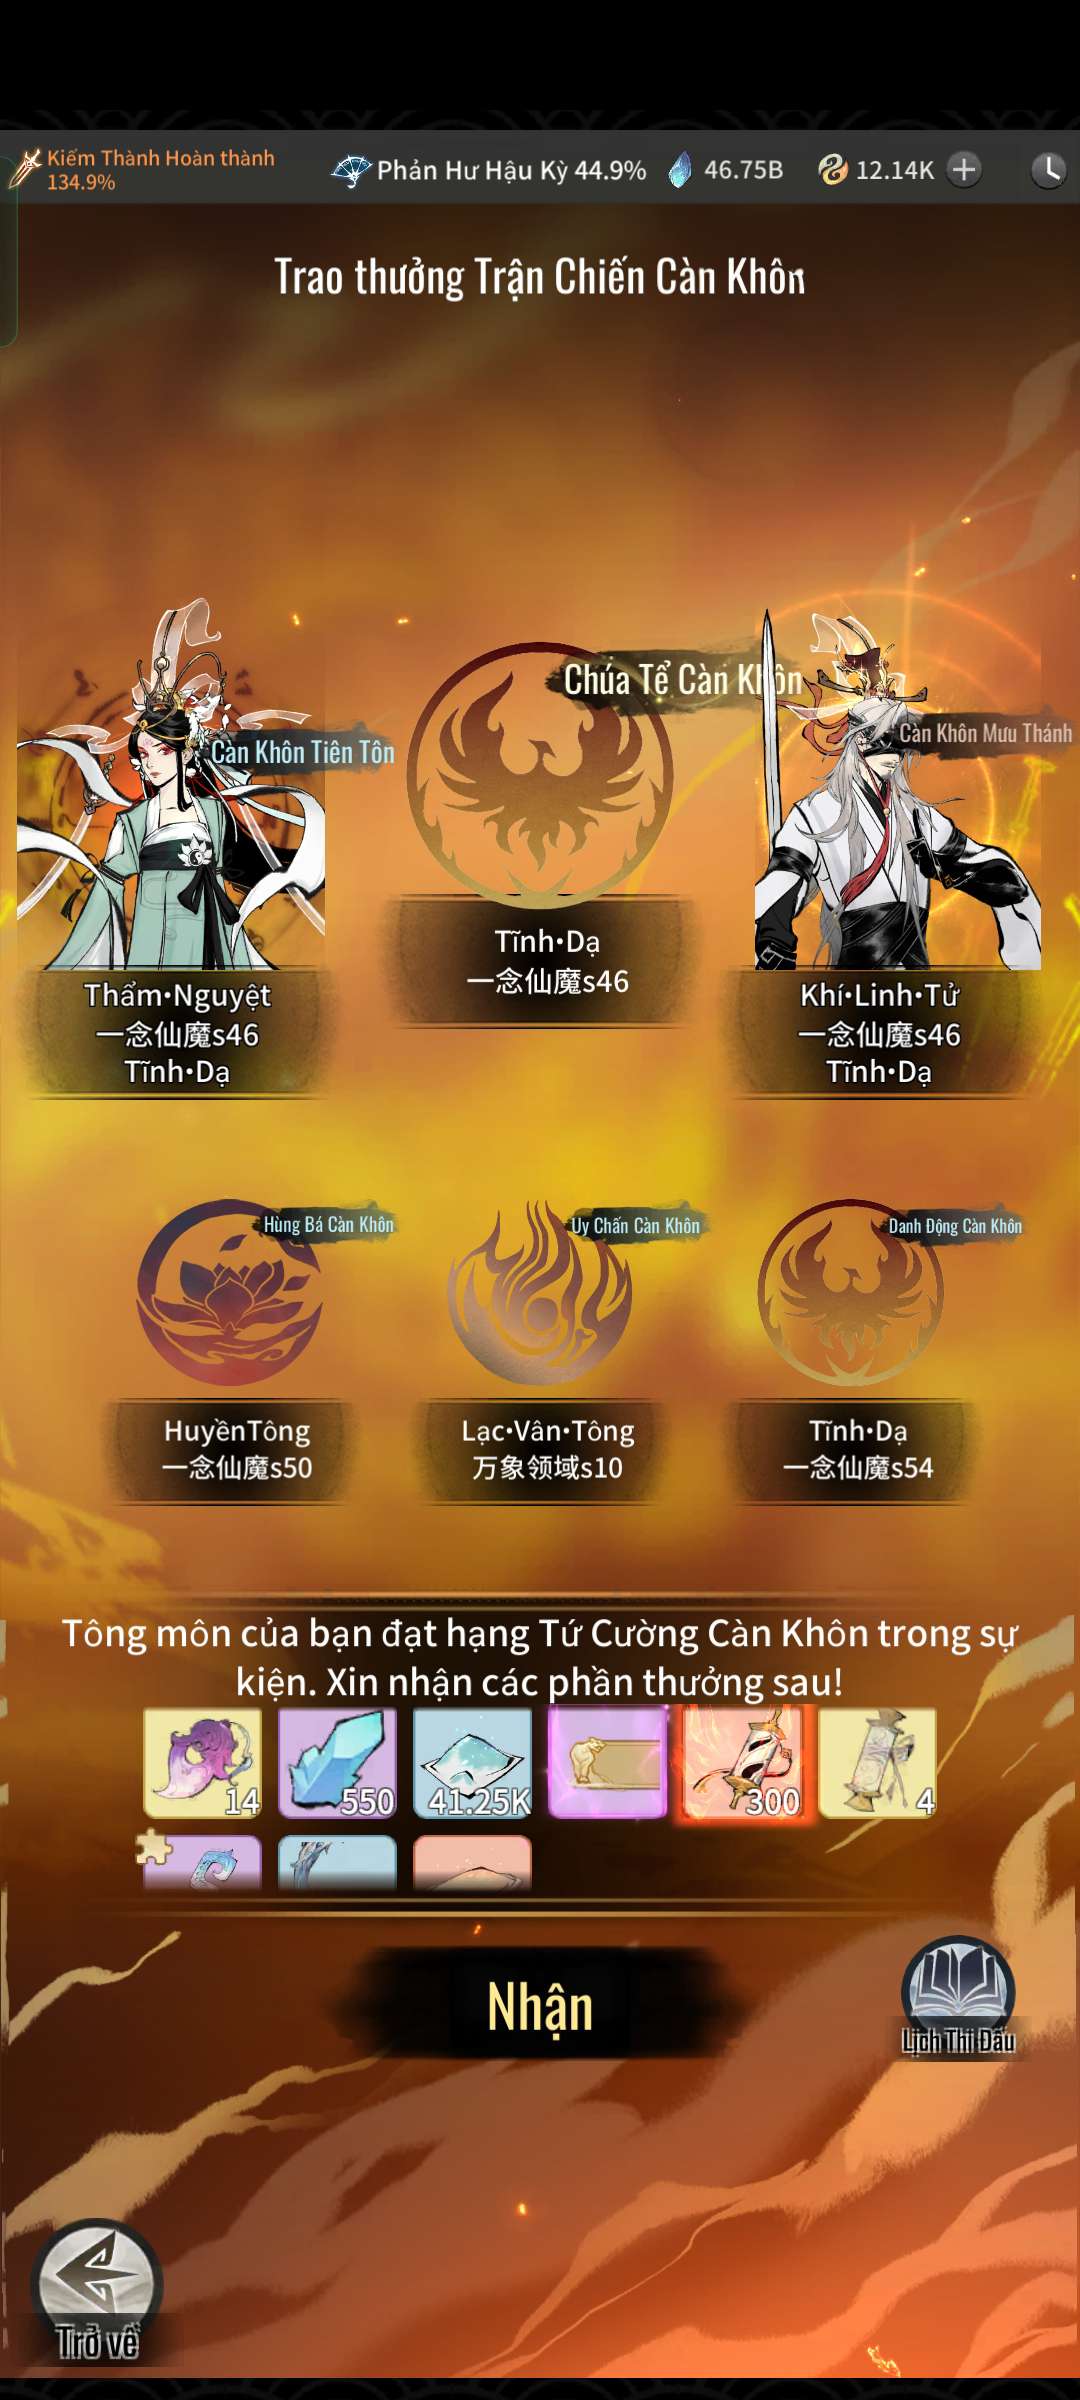 Kiếm Thành Hoàn thành
134.9%
Phản Hư Hậu Kỳ 44.9%
46.75B
12.14K
Trao thưởng Trận Chiến Càn Khôn
Chúa Tể Càn Khôn
Càn Khôn Tiên Tôn
Càn Khôn Mưu Thánh
Tĩnh•Dạ
一念仙魔s46
Thẩm•Nguyệt
一念仙魔s46
Tĩnh•Dạ
Khí•Linh•Tử
一念仙魔s46
Tĩnh•Dạ
Hùng Bá Càn Khôn
Uy Chấn Càn Khôn
Danh Động Càn Khôn
HuyềnTông
一念仙魔s50
Lạc•Vân•Tông
万象领域s10
Tĩnh•Dạ
一念仙魔s54
Tông môn của bạn đạt hạng Tứ Cường Càn Khôn trong sự
kiện. Xin nhận các phần thưởng sau!
14
550
41.25K
300
4
Nhận
Lịch Thi Đấu
Trở về